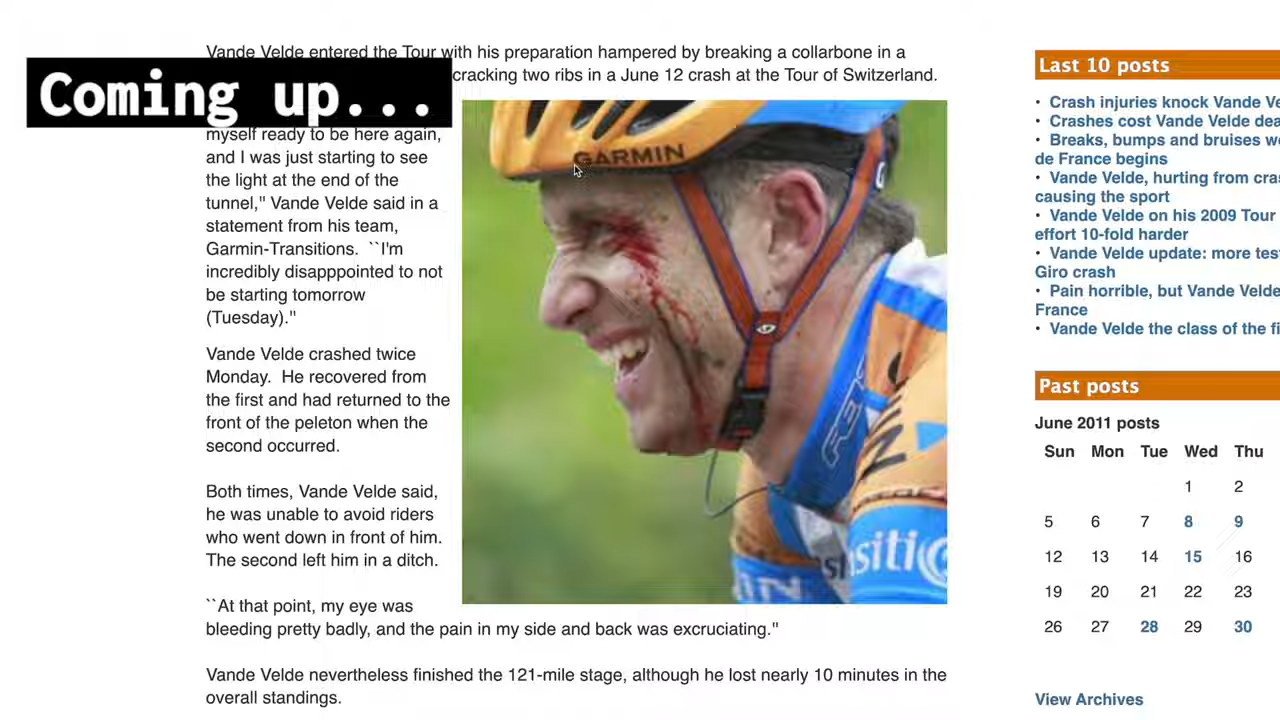 Vande Velde entered the Tour with his preparation hampered by breaking a collarbone in a
cracking two ribs in a June 12 crash at the Tour of Switzerland.
Coming up...
myself ready to be here again,
and I was just starting to see
the light at the end of the
tunnel," Vande Velde said in a
statement from his team,
Garmin-Transitions. ``I'm
incredibly disapppointed to not
be starting tomorrow
(Tuesday)."
Vande Velde crashed twice
Monday. He recovered from
the first and had returned to the
front of the peleton when the
second occurred.
Both times, Vande Velde said,
he was unable to avoid riders
who went down in front of him.
The second left him in a ditch.
``At that point, my eye was
bleeding pretty badly, and the pain in my side and back was excruciating."
Vande Velde nevertheless finished the 121-mile stage, although he lost nearly 10 minutes in the
overall standings.
GARMIN
Last 10 posts
• Crash injuries knock Vande Ve
• Crashes cost Vande Velde dea
• Breaks, bumps and bruises we
de France begins
• Vande Velde, hurting from cras
causing the sport
• Vande Velde on his 2009 Tour
effort 10-fold harder
• Vande Velde update: more test
Giro crash
• Pain horrible, but Vande Velde
France
• Vande Velde the class of the fi
Past posts
June 2011 posts
Sun Mon Tue Wed Thu
1 2
5 6 7 8 9
12 13 14 15 16
19 20 21 22 23
26 27 28 29 30
View Archives